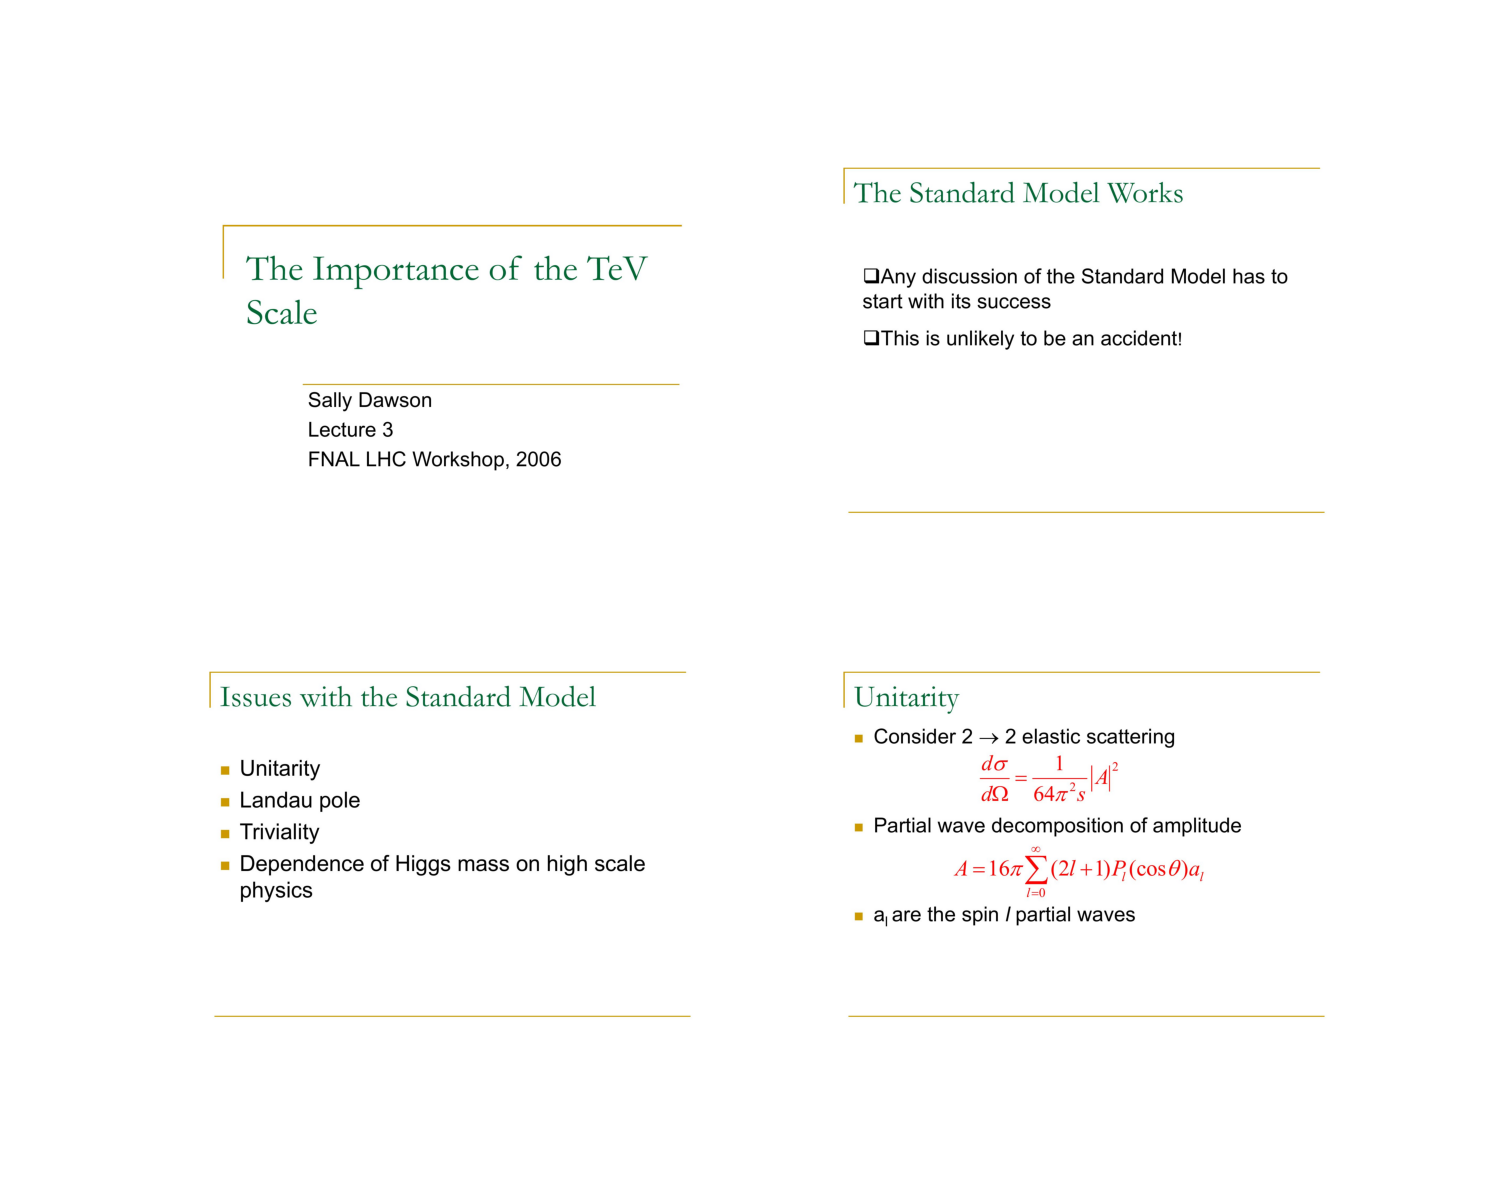 The Importance of the TeV
Scale
Sally Dawson
Lecture 3
FNAL LHC Workshop, 2006
The Standard Model Works
❑Any discussion of the Standard Model has to
start with its success
❑This is unlikely to be an accident!
Issues with the Standard Model
■ Unitarity
■ Landau pole
■ Triviality
■ Dependence of Higgs mass on high scale
physics
Unitarity
■ Consider 2 → 2 elastic scattering
$\frac{d\sigma}{d\Omega} = \frac{1}{64\pi^2 s}|A|^2$
■ Partial wave decomposition of amplitude
$A = 16\pi \sum_{l=0}^{\infty} (2l+1) P_l(\cos\theta) a_l$
■ a_l are the spin l partial waves